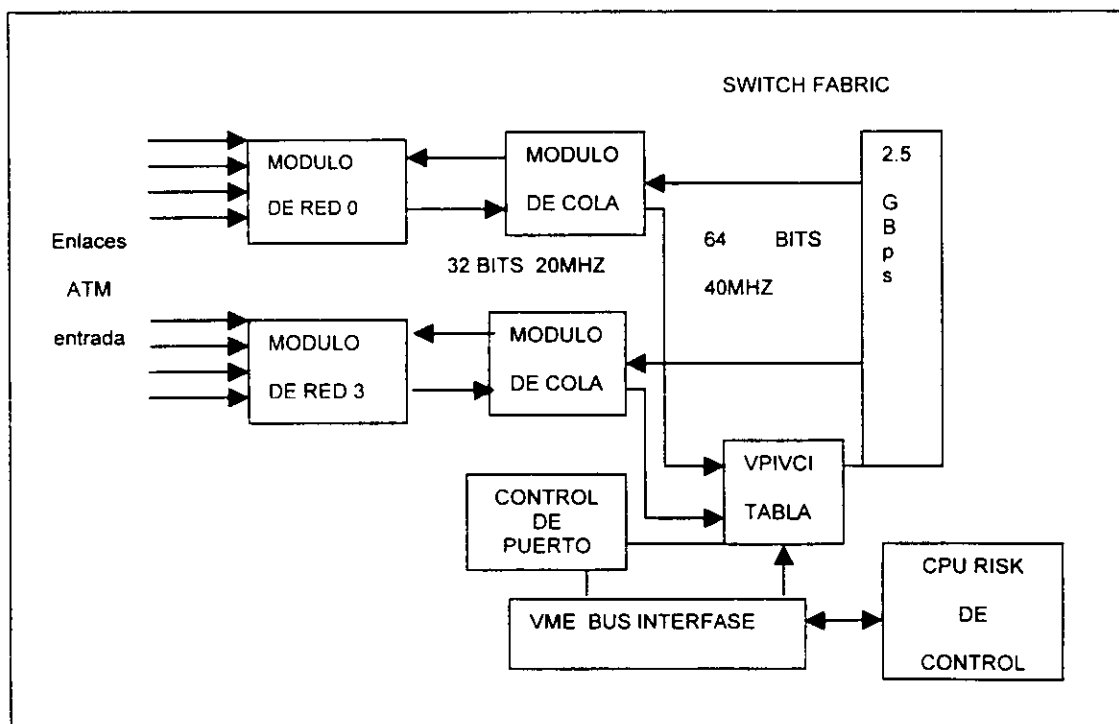 SWITCH FABRIC
MODULO
DE RED 0
MODULO
DE COLA
2.5
G
B
p
s
Enlaces
ATM
entrada
32 BITS 20MHZ
64 BITS
40MHZ
MODULO
DE RED 3
MODULO
DE COLA
VPIVCI
TABLA
CONTROL
DE
PUERTO
VME BUS INTERFASE
CPU RISK
DE
CONTROL